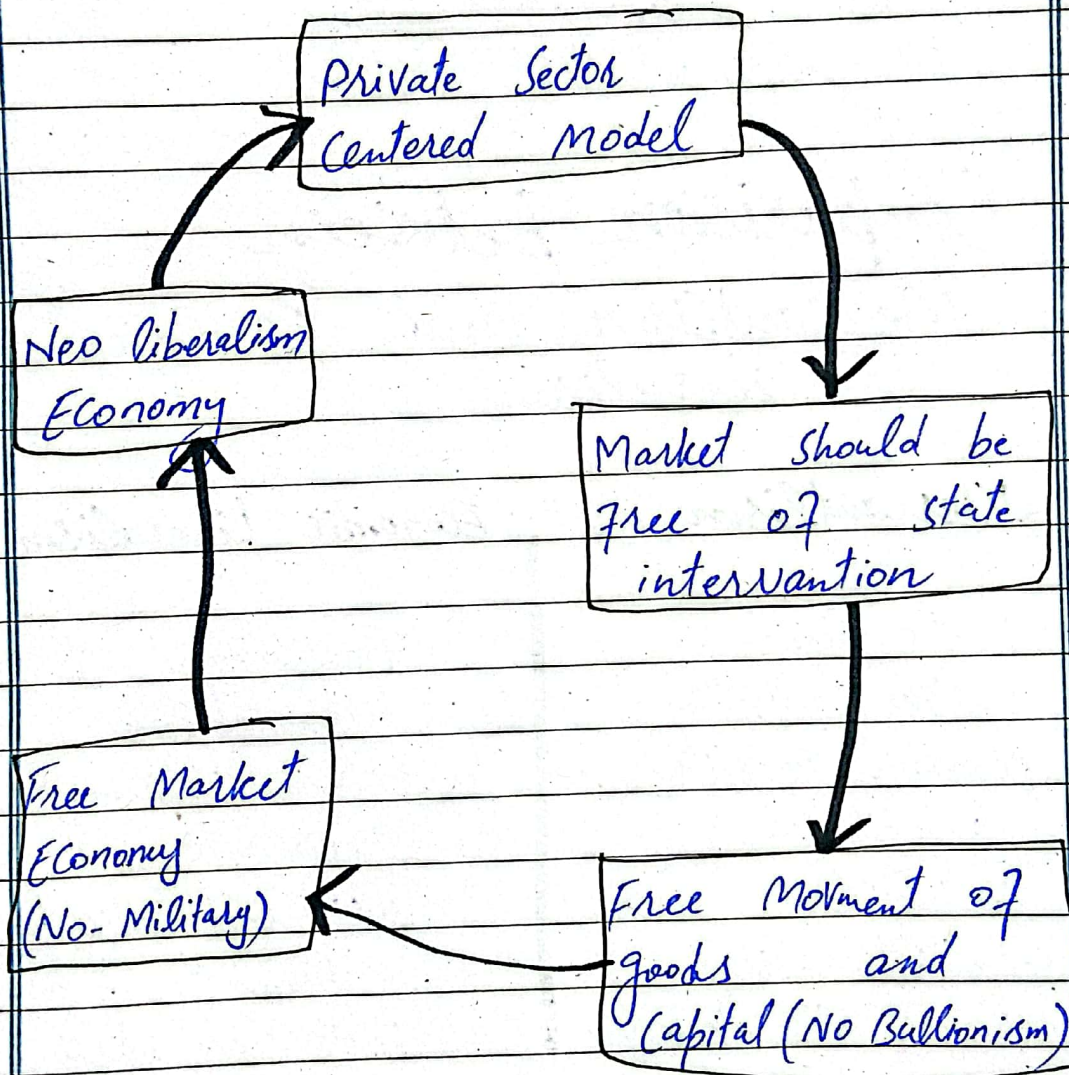 Private Sector
Centered Model
Neo liberalism
Economy
Market should be
free of state
intervantion
Free Market
Economy
(No-Military)
Free Movment of
goods and
Capital (No Bullionism)